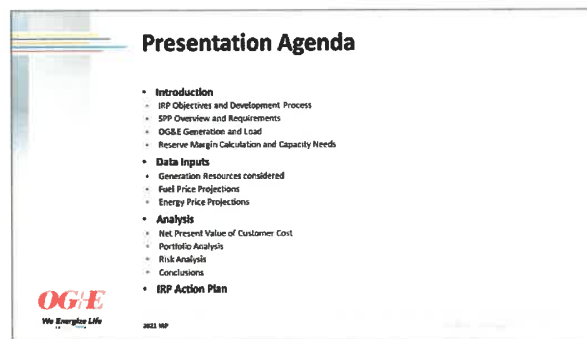 Presentation Agenda
• Introduction
• IRP Objectives and Development Process
• SPP Overview and Requirements
• OG&E Generation and Load
• Reserve Margin Calculation and Capacity Needs
• Data Inputs
• Generation Resources considered
• Fuel Price Projections
• Energy Price Projections
• Analysis
• Net Present Value of Customer Cost
• Portfolio Analysis
• Risk Analysis
• Conclusions
• IRP Action Plan
OG&E
We Energize Life
2021 IRP